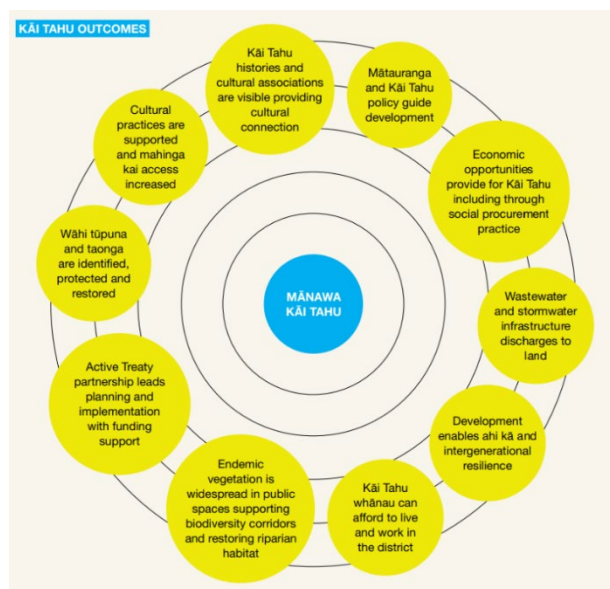 KĀI TAHU OUTCOMES
Kāi Tahu
histories and
cultural associations
are visible providing
cultural
connection
Mātauranga
and Kāi Tahu
policy guide
development
Economic
opportunities
provide for Kāi Tahu
including through
social procurement
practice
Wastewater
and stormwater
infrastructure
discharges to
land
Development
enables ahi kā and
intergenerational
resilience
Kāi Tahu
whānau can
afford to live
and work in
the district
Endemic
vegetation is
widespread in public
spaces supporting
biodiversity corridors
and restoring riparian
habitat
Active Treaty
partnership leads
planning and
implementation
with funding
support
Wāhi tūpuna
and taonga
are identified,
protected and
restored
Cultural
practices are
supported
and mahinga
kai access
increased
MĀNAWA
KĀI TAHU